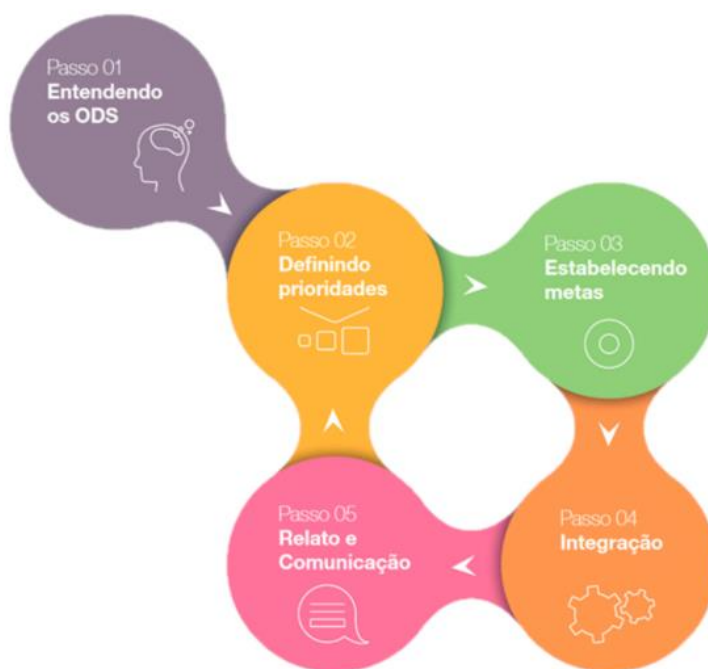 Passo 01
Entendendo
os ODS
Passo 02
Definindo
prioridades
Passo 03
Estabelecendo
metas
Passo 04
Integração
Passo 05
Relato e
Comunicação